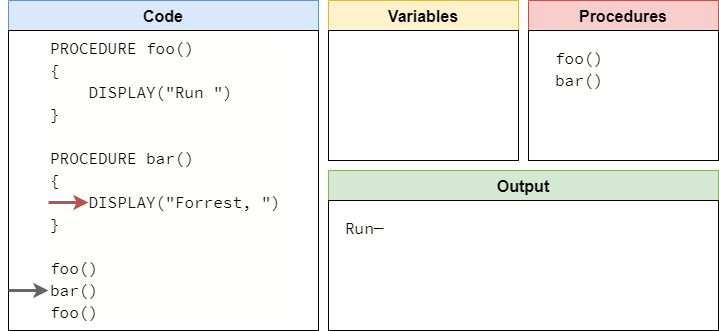 Code
PROCEDURE foo()
{
DISPLAY("Run ")
}
PROCEDURE bar()
{
DISPLAY("Forrest, ")
}
foo()
bar()
foo()
Variables
Procedures
foo()
bar()
Output
Run—